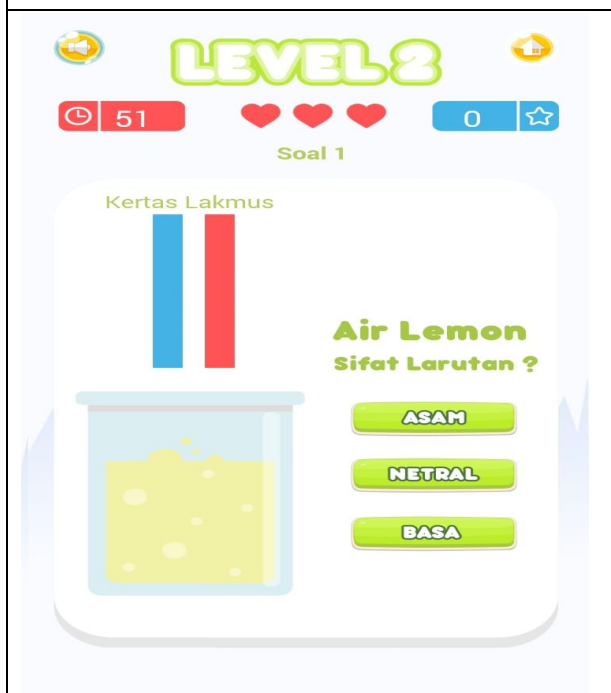 LEVEL 2
51
0
Soal 1
Kertas Lakmus
Air Lemon
Sifat Larutan ?
ASAM
NETRAL
BASA